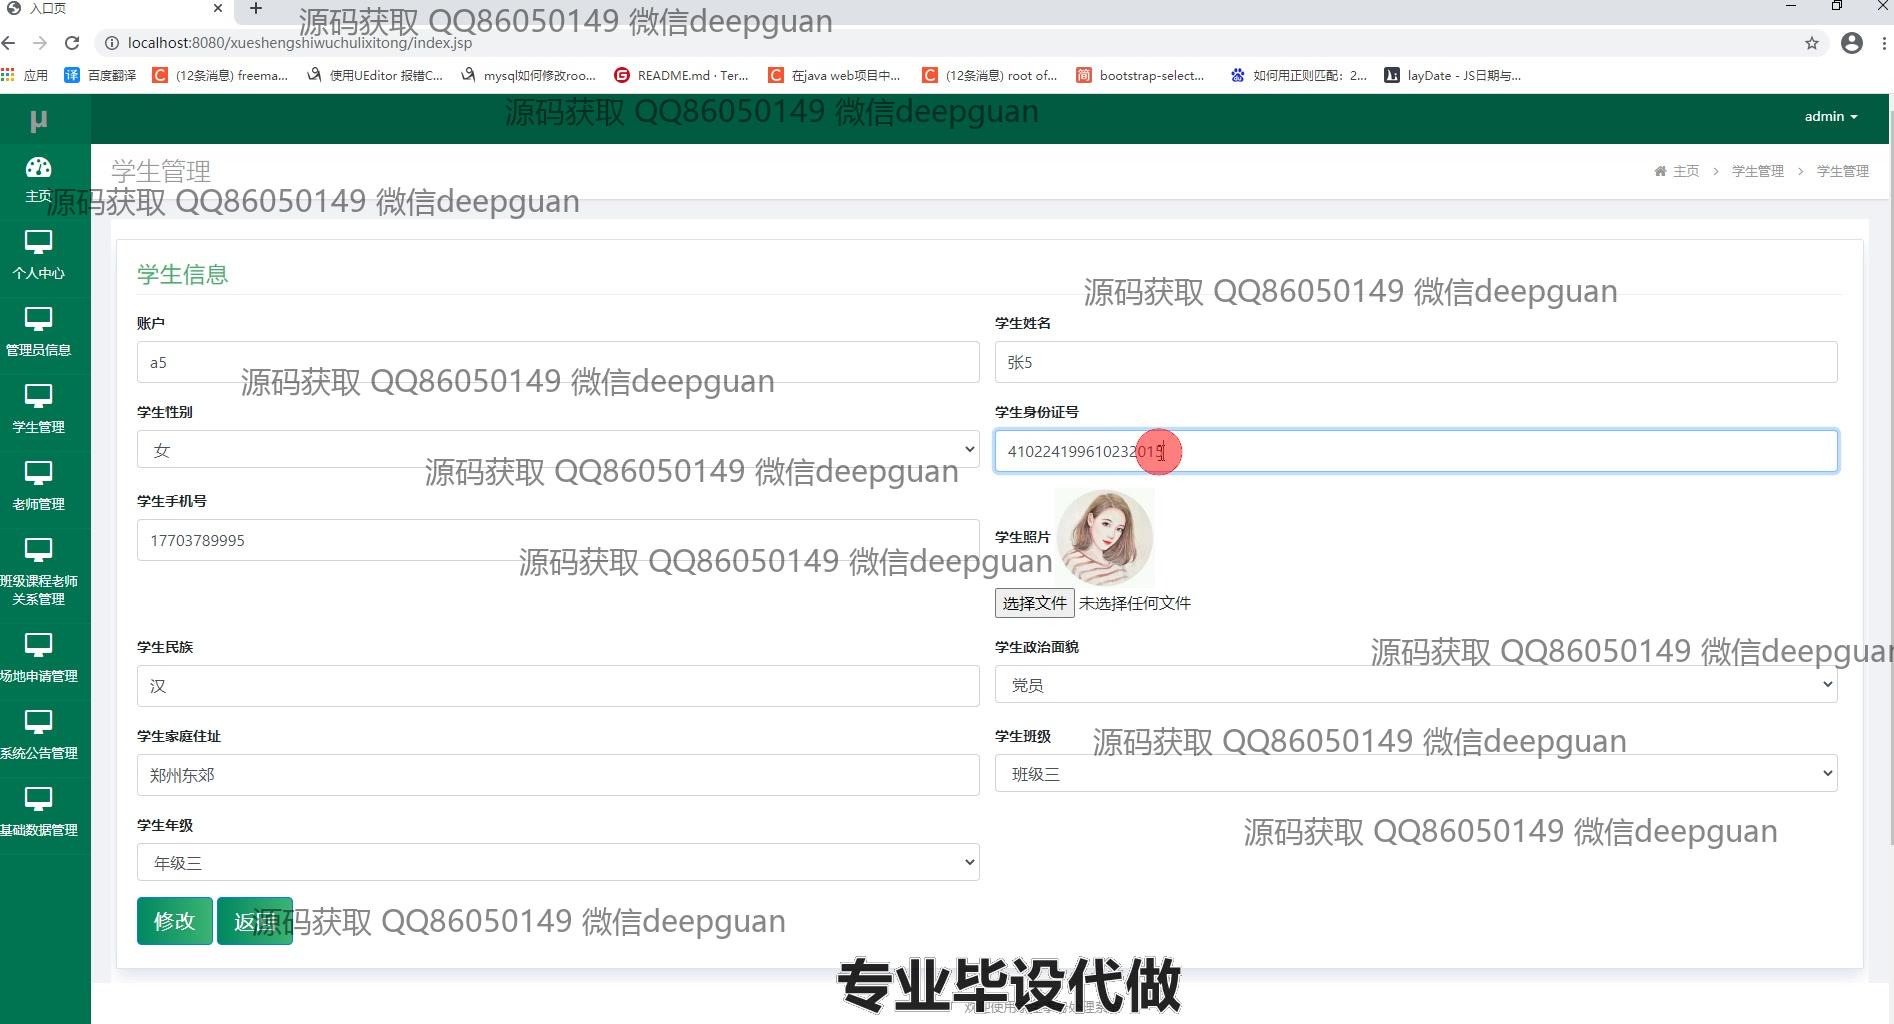 入口页
源码获取 QQ86050149 微信deepguan
localhost:8080/xueshengshiwuchulixitong/index.jsp
应用 百度翻译 (12条消息) freema... 使用UEditor 报错C... mysql如何修改roo... README.md · Ter... 在java web项目中... (12条消息) root of... bootstrap-select... 如何用正则匹配：2... layDate - JS日期与...
源码获取 QQ86050149 微信deepguan
admin
学生管理
主页 > 学生管理 > 学生管理
主页
源码获取 QQ86050149 微信deepguan
个人中心
管理员信息
学生管理
老师管理
班级课程老师
关系管理
场地申请管理
系统公告管理
基础数据管理
学生信息
源码获取 QQ86050149 微信deepguan
账户
a5
学生姓名
张5
源码获取 QQ86050149 微信deepguan
学生性别
女
学生身份证号
410224199610232015
源码获取 QQ86050149 微信deepguan
学生手机号
17703789995
学生照片
源码获取 QQ86050149 微信deepguan
选择文件 未选择任何文件
学生民族
汉
学生政治面貌
党员
源码获取 QQ86050149 微信deepguan
学生家庭住址
郑州东郊
学生班级
班级三
源码获取 QQ86050149 微信deepguan
学生年级
年级三
源码获取 QQ86050149 微信deepguan
修改 返回
源码获取 QQ86050149 微信deepguan
专业毕设代做